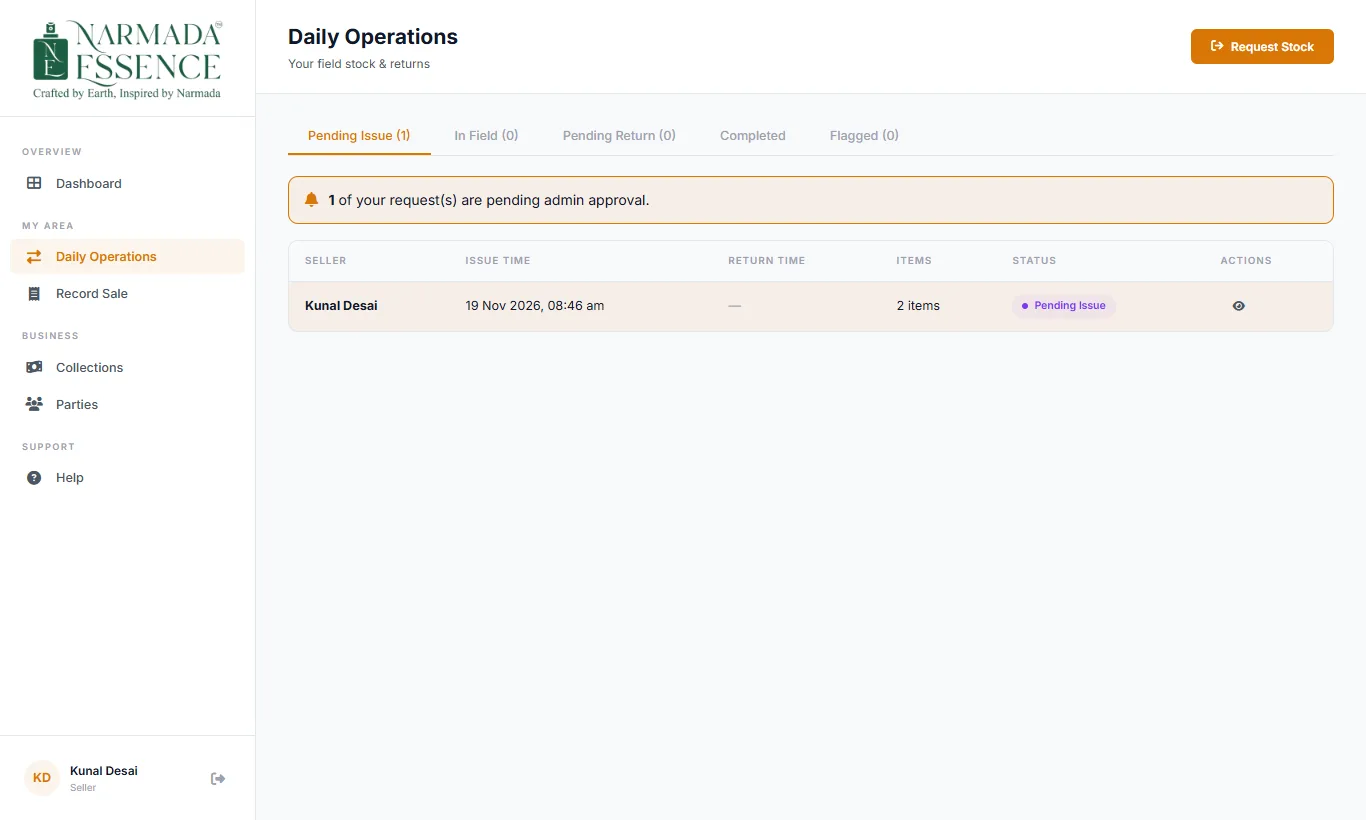 NARMADA
ESSENCE
NE
Crafted by Earth, Inspired by Narmada
OVERVIEW
Dashboard
MY AREA
Daily Operations
Record Sale
BUSINESS
Collections
Parties
SUPPORT
Help
KD
Kunal Desai
Seller
Daily Operations
Your field stock & returns
Request Stock
Pending Issue (1)
In Field (0)
Pending Return (0)
Completed
Flagged (0)
1 of your request(s) are pending admin approval.
SELLER ISSUE TIME RETURN TIME ITEMS STATUS ACTIONS
Kunal Desai 19 Nov 2026, 08:46 am — 2 items Pending Issue